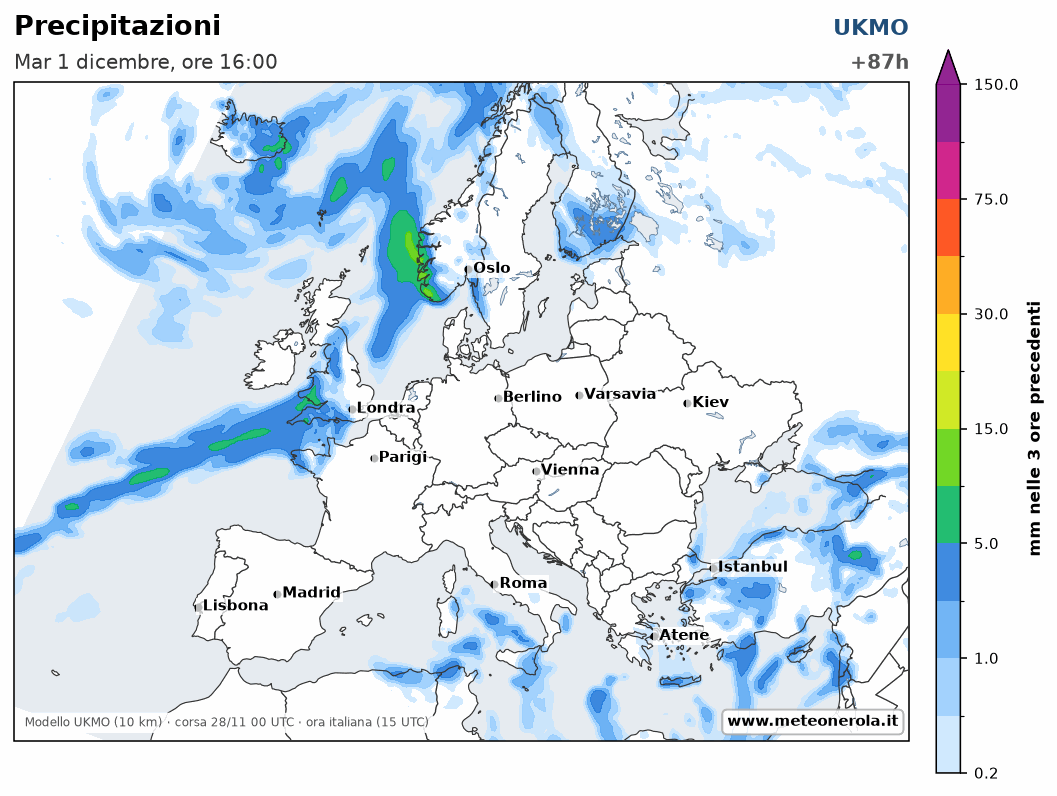 Precipitazioni
UKMO
Mar 1 dicembre, ore 16:00
+87h
150.0
75.0
30.0
15.0
5.0
1.0
0.2
mm nelle 3 ore precedenti
Oslo
Londra
Berlino
Varsavia
Kiev
Parigi
Vienna
Istanbul
Roma
Madrid
Lisbona
Atene
Modello UKMO (10 km) · corsa 28/11 00 UTC · ora italiana (15 UTC)
www.meteonerola.it